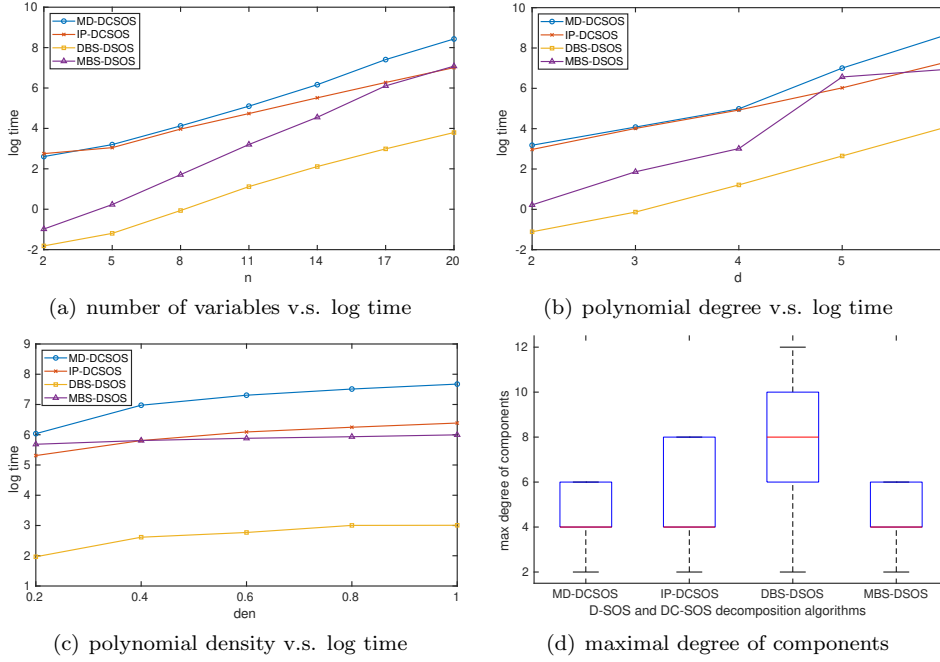 10
8
6
4
2
0
-2
log time
MD-DCSOS
IP-DCSOS
DBS-DSOS
MBS-DSOS
2 5 8 11 14 17 20
n
(a) number of variables v.s. log time
10
8
6
4
2
0
-2
log time
MD-DCSOS
IP-DCSOS
DBS-DSOS
MBS-DSOS
2 3 4 5
d
(b) polynomial degree v.s. log time
9
8
7
6
5
4
3
2
1
log time
MD-DCSOS
IP-DCSOS
DBS-DSOS
MBS-DSOS
0.2 0.4 0.6 0.8 1
den
(c) polynomial density v.s. log time
12
10
8
6
4
2
max degree of components
MD-DCSOS IP-DCSOS DBS-DSOS MBS-DSOS
D-SOS and DC-SOS decomposition algorithms
(d) maximal degree of components